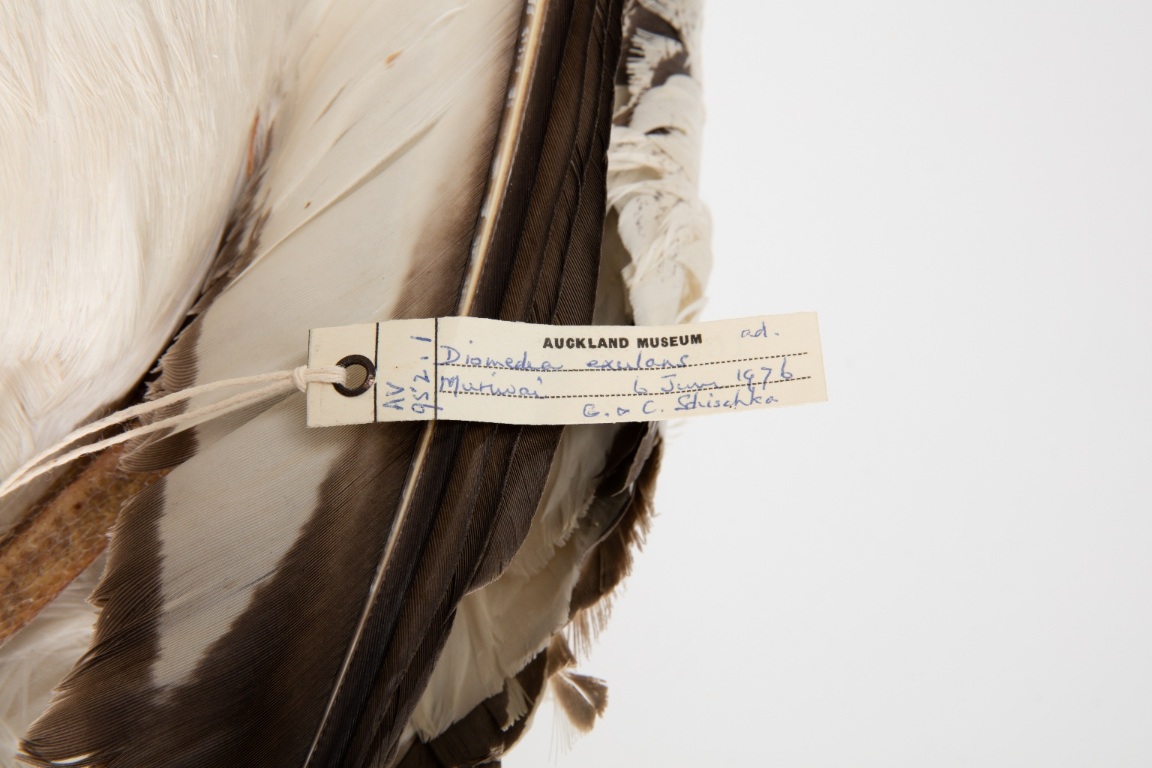 AUCKLAND MUSEUM ad.
Diomedea exulans
Muriwai 6 June 1976
G. & C. Schischka
AV
952.1